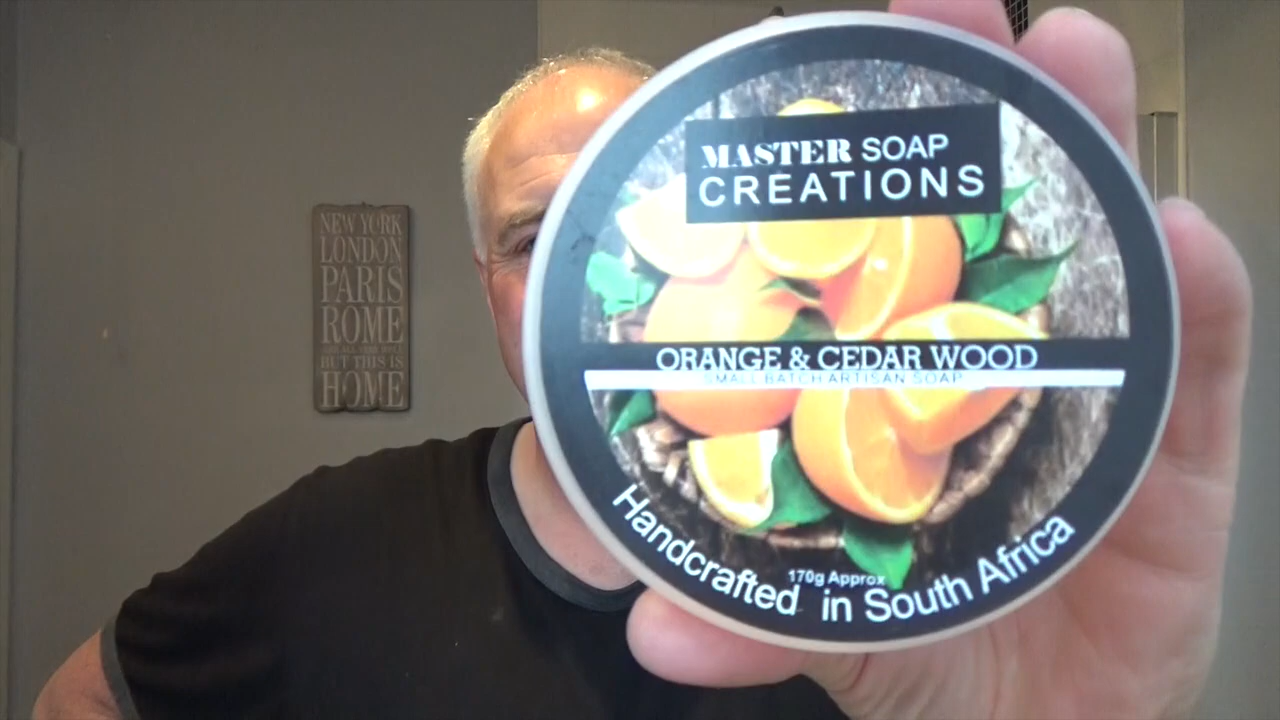 NEW YORK
LONDON
PARIS
ROME
BUT THIS IS
HOME
MASTER SOAP
CREATIONS
ORANGE & CEDAR WOOD
SMALL BATCH ARTISAN SOAP
170g Approx
Handcrafted in South Africa